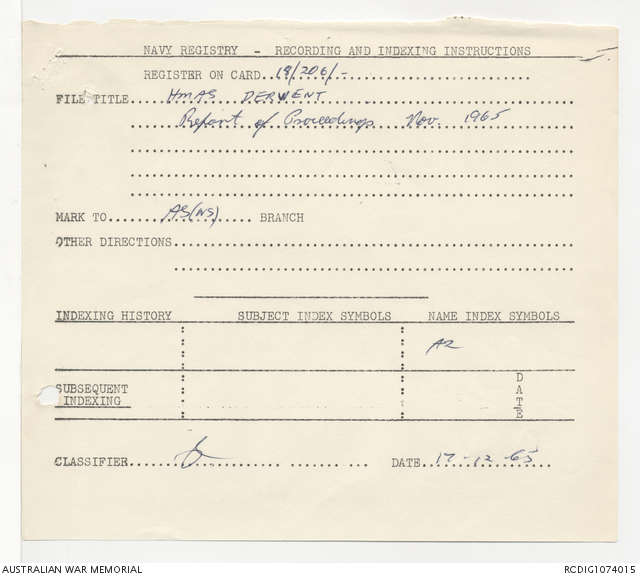 NAVY REGISTRY - RECORDING AND INDEXING INSTRUCTIONS
REGISTER ON CARD..19/206/-
FILE TITLE....HMAS DERWENT
Report of Proceedings Nov. 1965
MARK TO........AS(NS)..... BRANCH
OTHER DIRECTIONS
INDEXING HISTORY SUBJECT INDEX SYMBOLS NAME INDEX SYMBOLS
A2
SUBSEQUENT INDEXING
DATE
CLASSIFIER........ DATE..17-12-65
AUSTRALIAN WAR MEMORIAL
RCDIG1074015